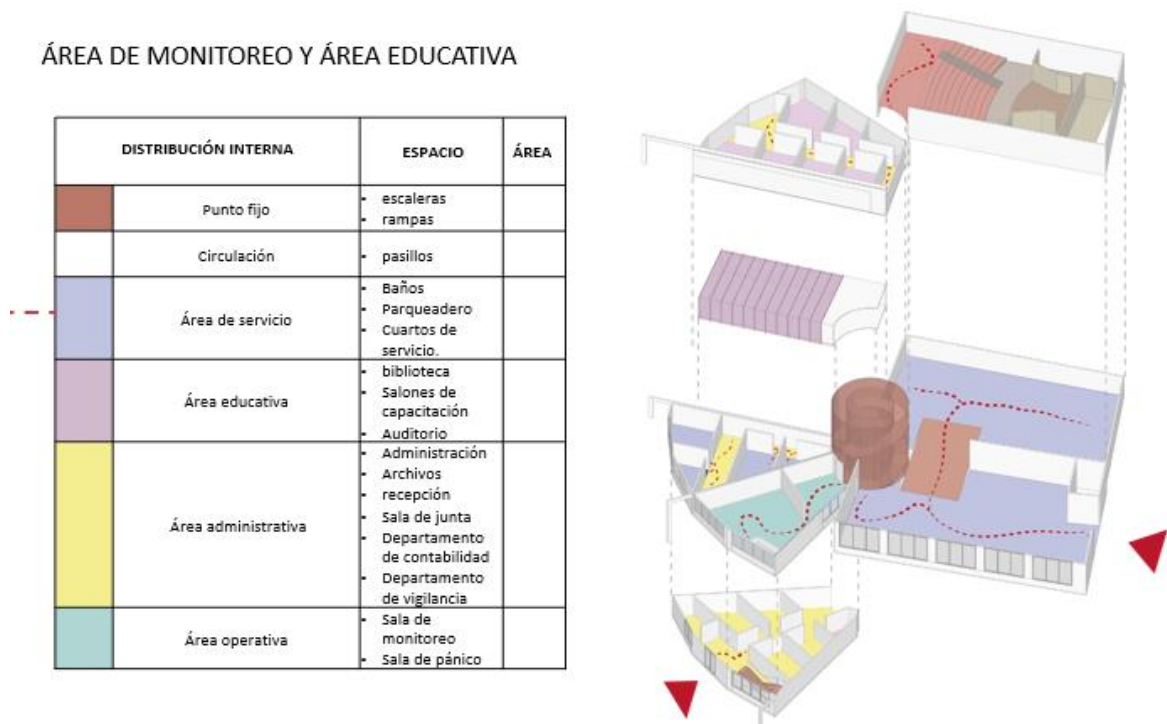 ÁREA DE MONITOREO Y ÁREA EDUCATIVA
DISTRIBUCIÓN INTERNA ESPACIO ÁREA
Punto fijo
- escaleras
- rampas
Circulación
- pasillos
Área de servicio
- Baños
- Parqueadero
- Cuartos de
servicio.
Área educativa
- biblioteca
- Salones de
capacitación
- Auditorio
Área administrativa
- Administración
- Archivos
- recepción
- Sala de junta
- Departamento
de contabilidad
- Departamento
de vigilancia
Área operativa
- Sala de
monitoreo
- Sala de pánico